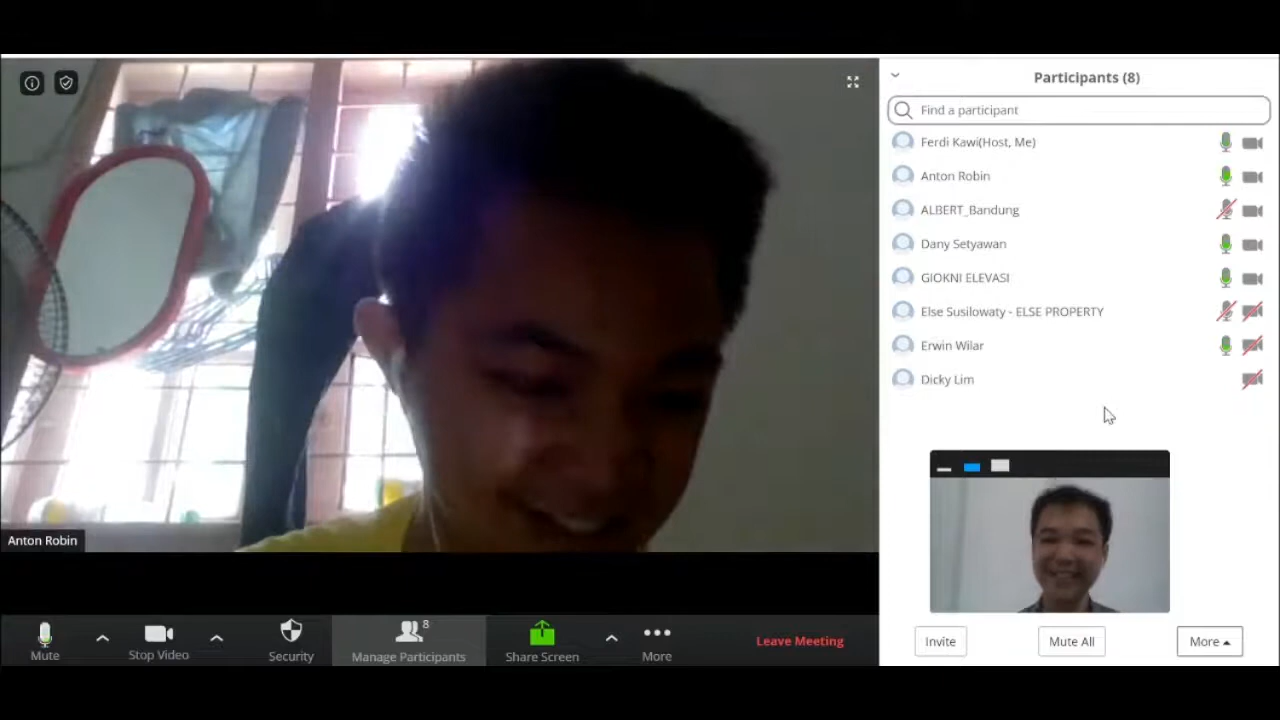 Participants (8)
Find a participant
Ferdi Kawi(Host, Me)
Anton Robin
ALBERT_Bandung
Dany Setyawan
GIOKNI ELEVASI
Else Susilowaty - ELSE PROPERTY
Erwin Wilar
Dicky Lim
Anton Robin
8
Mute
Stop Video
Security
Manage Participants
Share Screen
More
Leave Meeting
Invite
Mute All
More